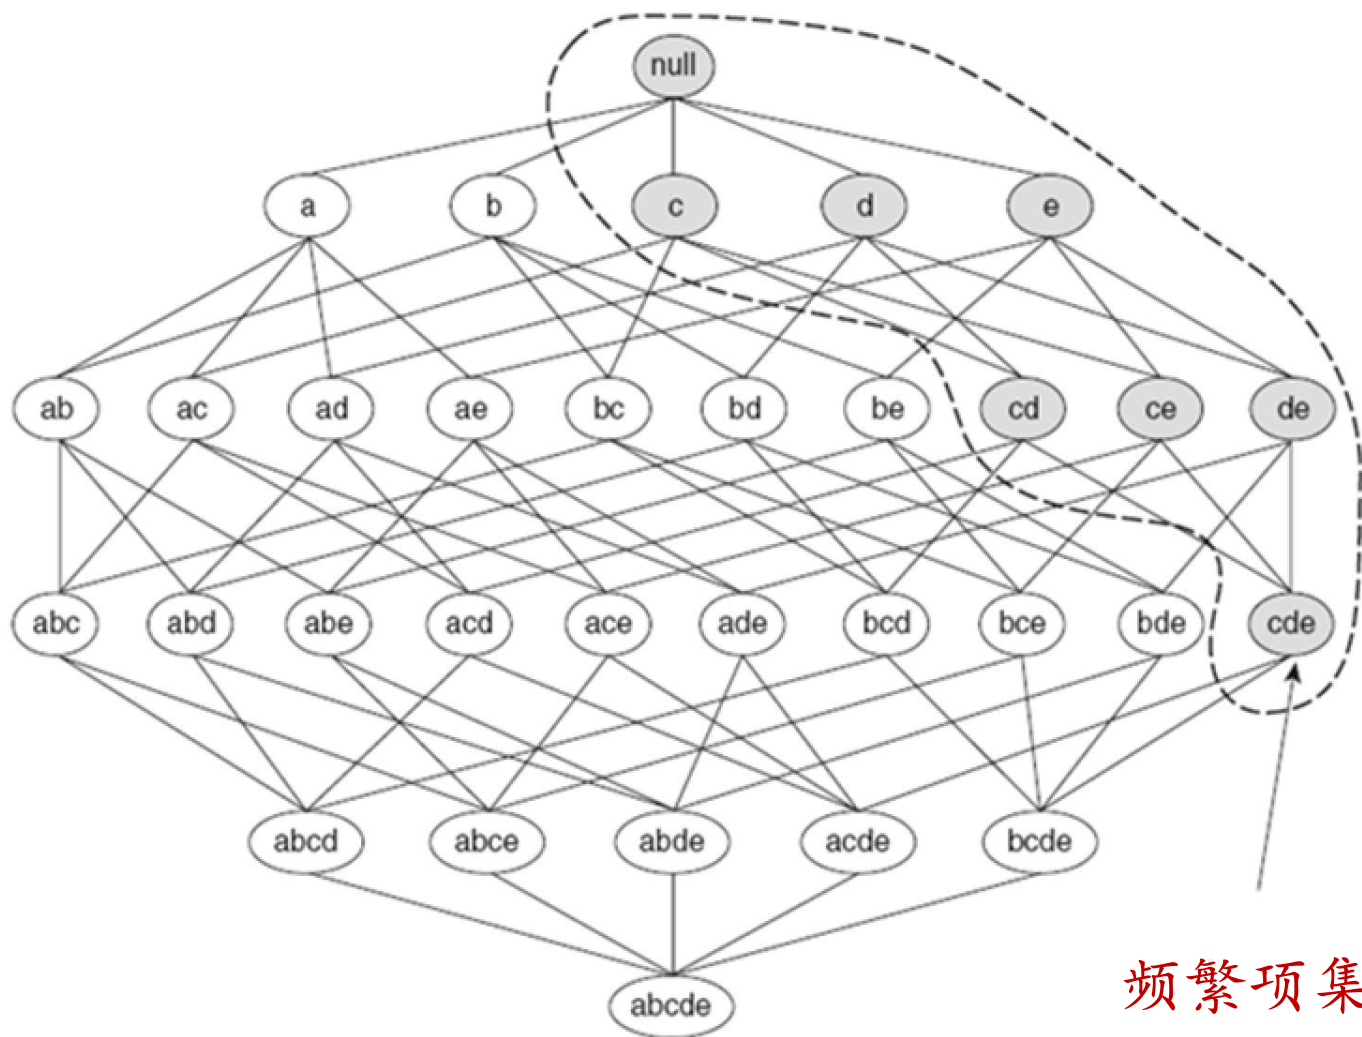 null
a b c d e
ab ac ad ae bc bd be cd ce de
abc abd abe acd ace ade bcd bce bde cde
abcd abce abde acde bcde
abcde
频繁项集